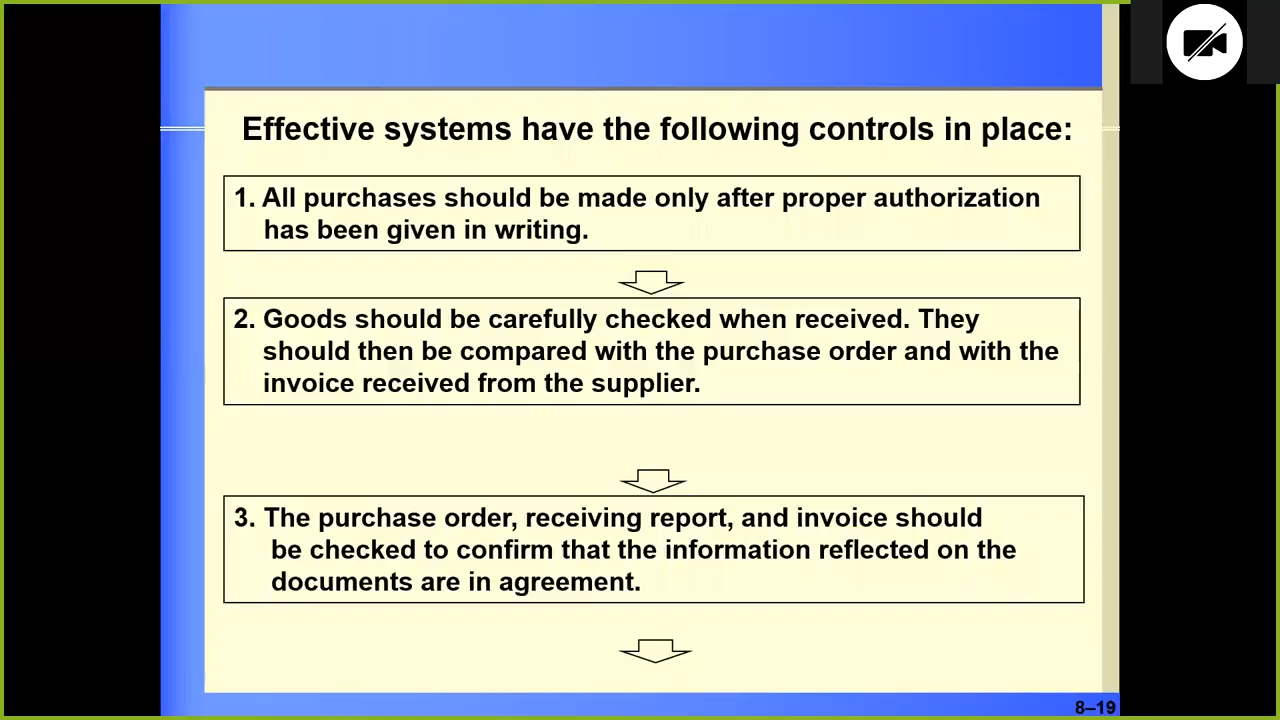 Effective systems have the following controls in place:
1. All purchases should be made only after proper authorization
has been given in writing.
2. Goods should be carefully checked when received. They
should then be compared with the purchase order and with the
invoice received from the supplier.
3. The purchase order, receiving report, and invoice should
be checked to confirm that the information reflected on the
documents are in agreement.
8–19